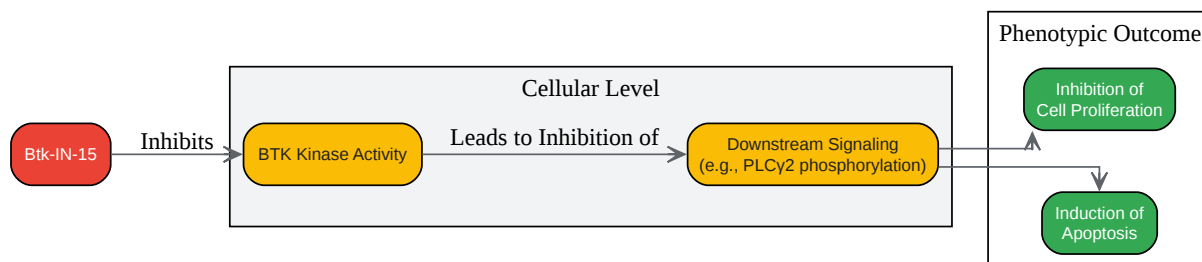 Phenotypic Outcome
Cellular Level
Btk-IN-15
Inhibits
BTK Kinase Activity
Leads to Inhibition of
Downstream Signaling
(e.g., PLCγ2 phosphorylation)
Inhibition of
Cell Proliferation
Induction of
Apoptosis